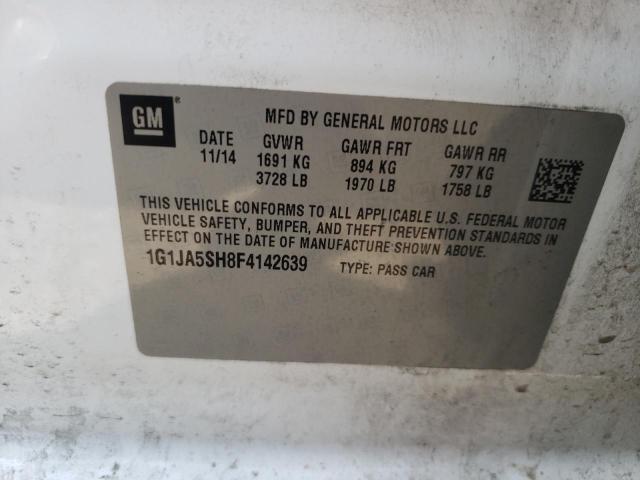 GM®
MFD BY GENERAL MOTORS LLC
DATE GVWR GAWR FRT GAWR RR
11/14 1691 KG 894 KG 797 KG
3728 LB 1970 LB 1758 LB
THIS VEHICLE CONFORMS TO ALL APPLICABLE U.S. FEDERAL MOTOR
VEHICLE SAFETY, BUMPER, AND THEFT PREVENTION STANDARDS IN
EFFECT ON THE DATE OF MANUFACTURE SHOWN ABOVE.
1G1JA5SH8F4142639 TYPE: PASS CAR